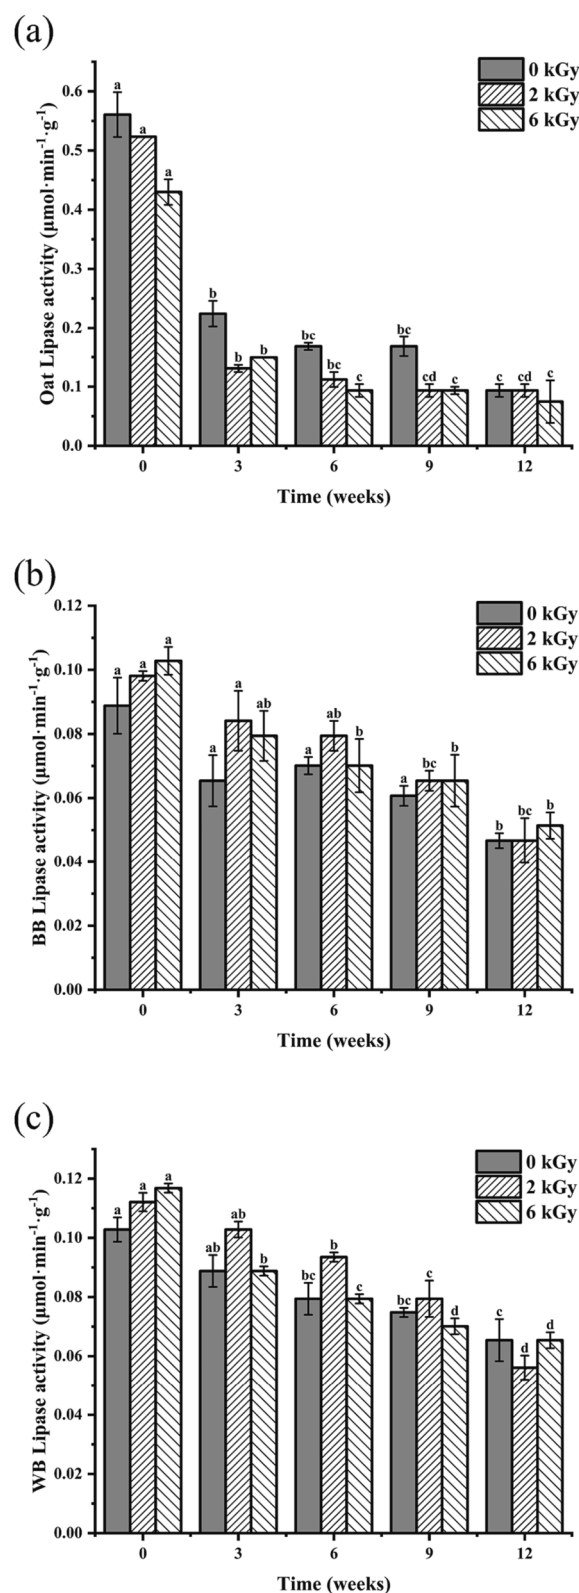 (a)
0 kGy
2 kGy
6 kGy
Oat Lipase activity (μmol·min⁻¹·g⁻¹)
0.6
0.5
0.4
0.3
0.2
0.1
0.0
a a a
b b b
bc bc c
bc cd c
c cd c
0 3 6 9 12
Time (weeks)
(b)
0 kGy
2 kGy
6 kGy
BB Lipase activity (μmol·min⁻¹·g⁻¹)
0.12
0.10
0.08
0.06
0.04
0.02
0.00
a a a
a a ab
a ab b
a bc b
b bc b
0 3 6 9 12
Time (weeks)
(c)
0 kGy
2 kGy
6 kGy
WB Lipase activity (μmol·min⁻¹·g⁻¹)
0.12
0.10
0.08
0.06
0.04
0.02
0.00
a a a
ab ab b
bc b c
bc c d
c d d
0 3 6 9 12
Time (weeks)